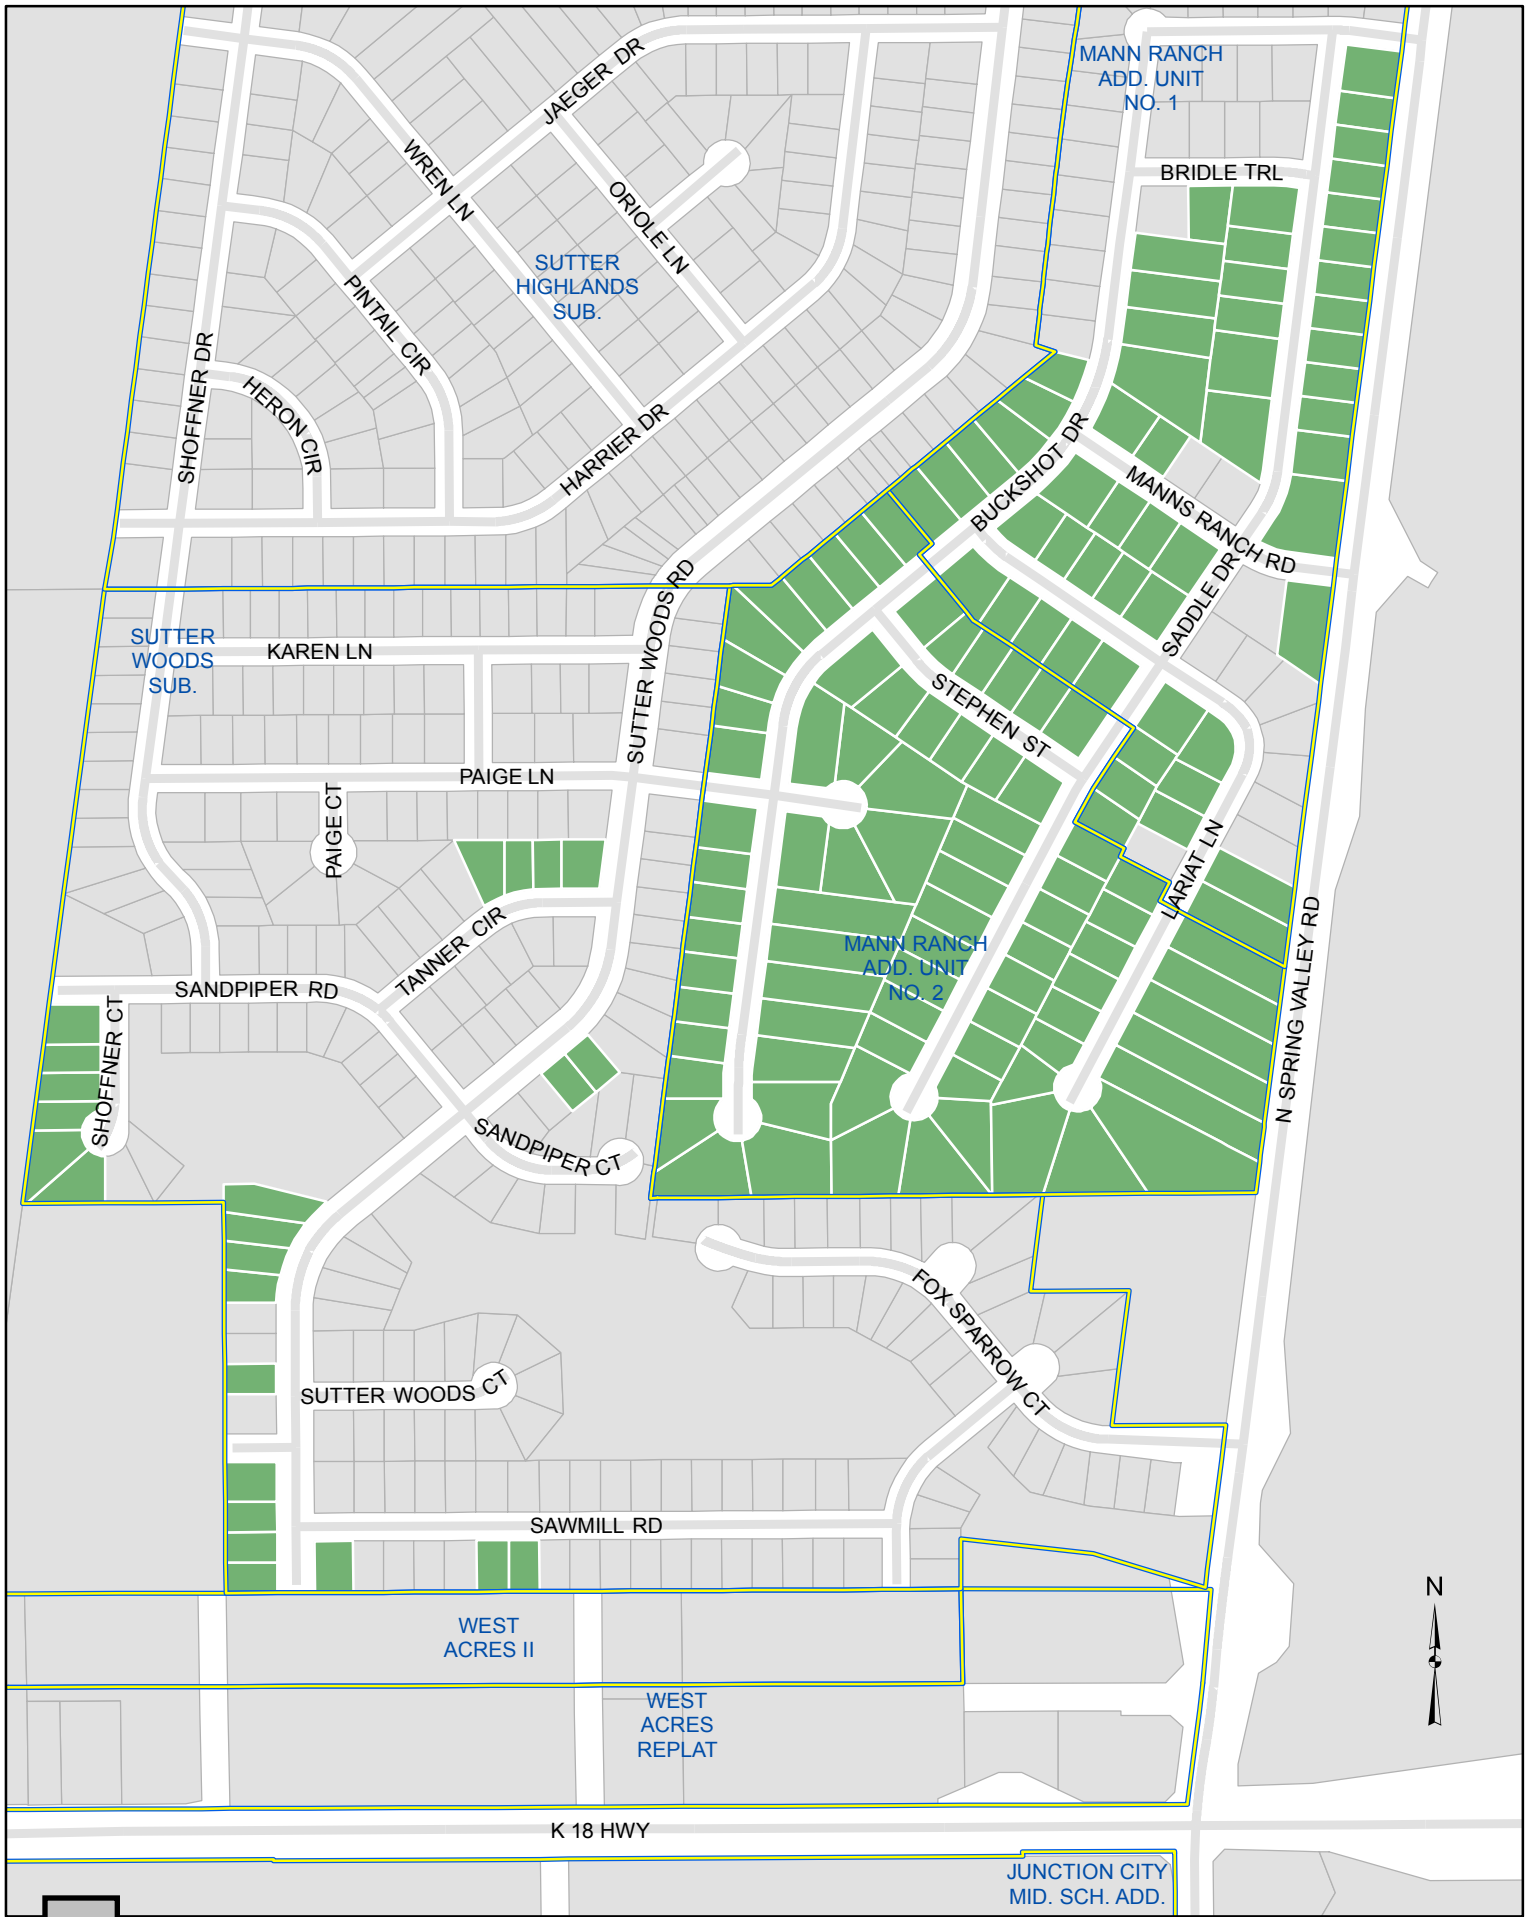 MANN RANCH
ADD. UNIT
NO. 1
JAEGER DR
WREN LN
BRIDLE TRL
ORIOLE LN
SUTTER
HIGHLANDS
SUB.
PINTAIL CIR
SHOFFNER DR
HERON CIR
HARRIER DR
BUCKSHOT DR
MANNS RANCH RD
SUTTER WOODS RD
SADDLE DR
SUTTER
WOODS
SUB.
KAREN LN
STEPHEN ST
PAIGE LN
PAIGE CT
LARIAT LN
TANNER CIR
MANN RANCH
ADD. UNIT
NO. 2
SANDPIPER RD
SHOFFNER CT
N SPRING VALLEY RD
SANDPIPER CT
FOX SPARROW CT
SUTTER WOODS CT
SAWMILL RD
N
WEST
ACRES II
WEST
ACRES
REPLAT
K 18 HWY
JUNCTION CITY
MID. SCH. ADD.